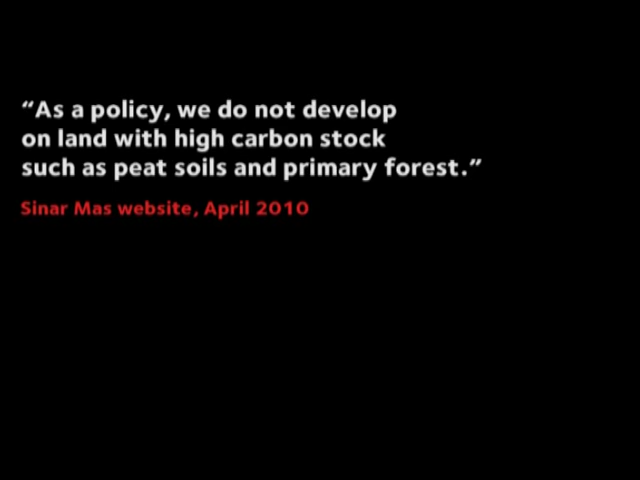 “As a policy, we do not develop
on land with high carbon stock
such as peat soils and primary forest.”
Sinar Mas website, April 2010